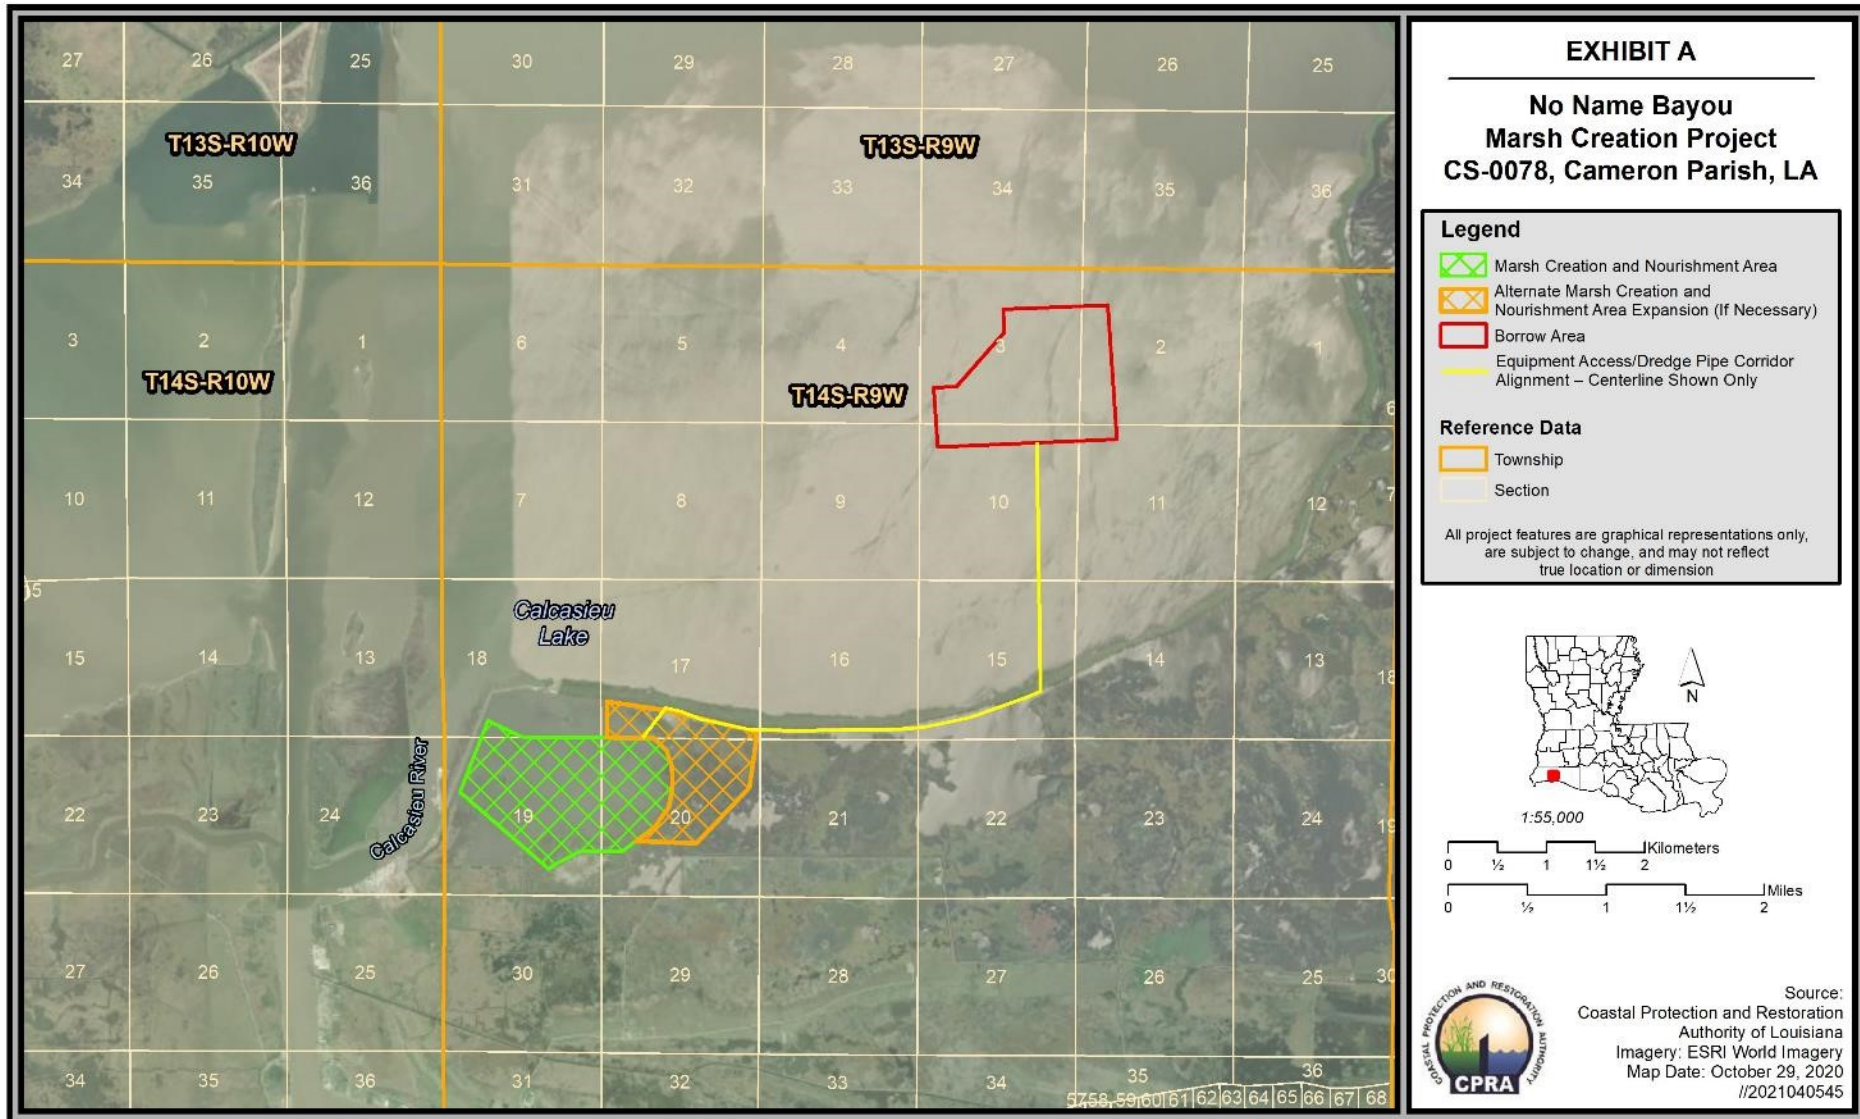 27 26 25 30 29 28 27 26 25
T13S-R10W T13S-R9W
34 35 36 31 32 33 34 35 36
3 2 1 6 5 4 3 2 1
T14S-R10W T14S-R9W
6
10 11 12 7 8 9 10 11 12 7
Calcasieu
Lake
15 14 13 18 17 16 15 14 13 18
Calcasieu River
22 23 24 19 20 21 22 23 24 19
27 26 25 30 29 28 27 26 25 30
34 35 36 31 32 33 34 35 36
57 58 59 60 61 62 63 64 65 66 67 68
EXHIBIT A
No Name Bayou
Marsh Creation Project
CS-0078, Cameron Parish, LA
Legend
Marsh Creation and Nourishment Area
Alternate Marsh Creation and
Nourishment Area Expansion (If Necessary)
Borrow Area
Equipment Access/Dredge Pipe Corridor
Alignment – Centerline Shown Only
Reference Data
Township
Section
All project features are graphical representations only,
are subject to change, and may not reflect
true location or dimension
N
1:55,000
Kilometers
0 ½ 1 1½ 2
Miles
0 ½ 1 1½ 2
COASTAL PROTECTION AND RESTORATION AUTHORITY
CPRA
Source:
Coastal Protection and Restoration
Authority of Louisiana
Imagery: ESRI World Imagery
Map Date: October 29, 2020
//2021040545